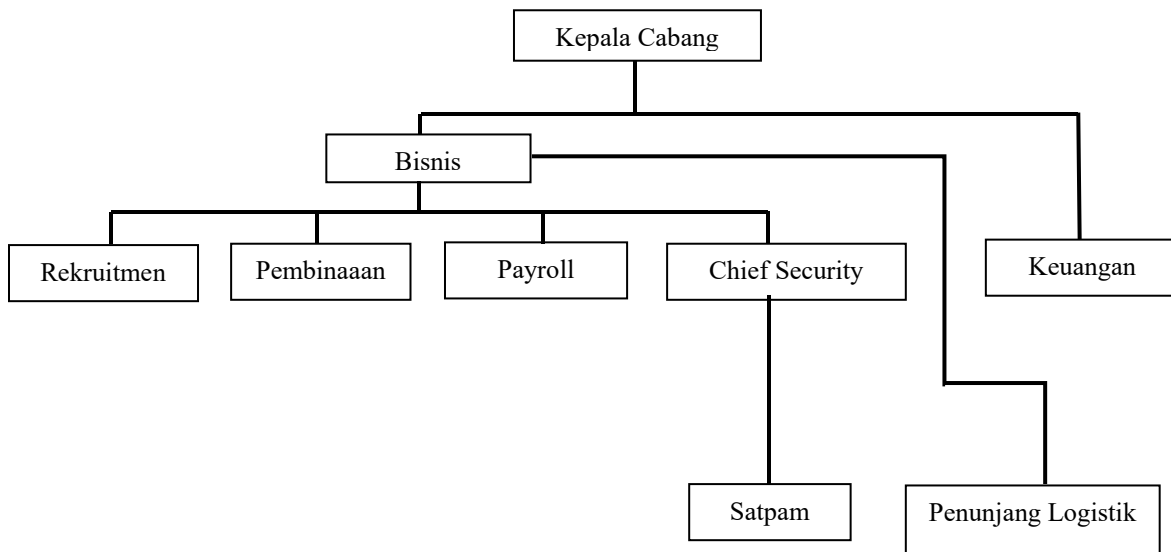 Kepala Cabang
Bisnis
Rekruitmen
Pembinaaan
Payroll
Chief Security
Keuangan
Satpam
Penunjang Logistik